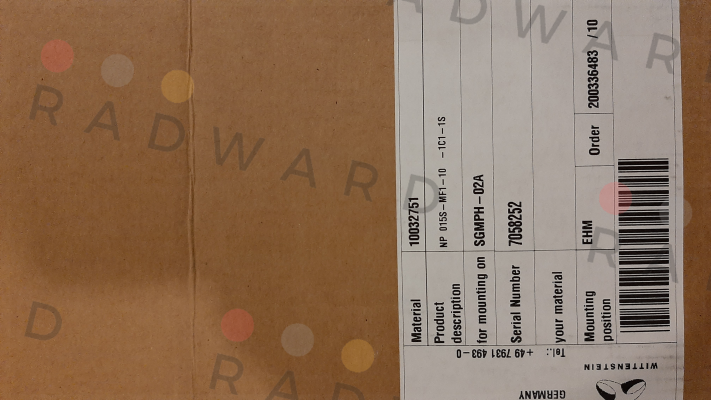 Material 10032751
Product description NP 015S-MF1-10 -1C1-1S
for mounting on SGMPH-02A
Serial Number 7058252
your material
Mounting position EHM Order 200336483 / 10
Tel.: +49 7931 493-0
WITTENSTEIN
GERMANY
RADWARD